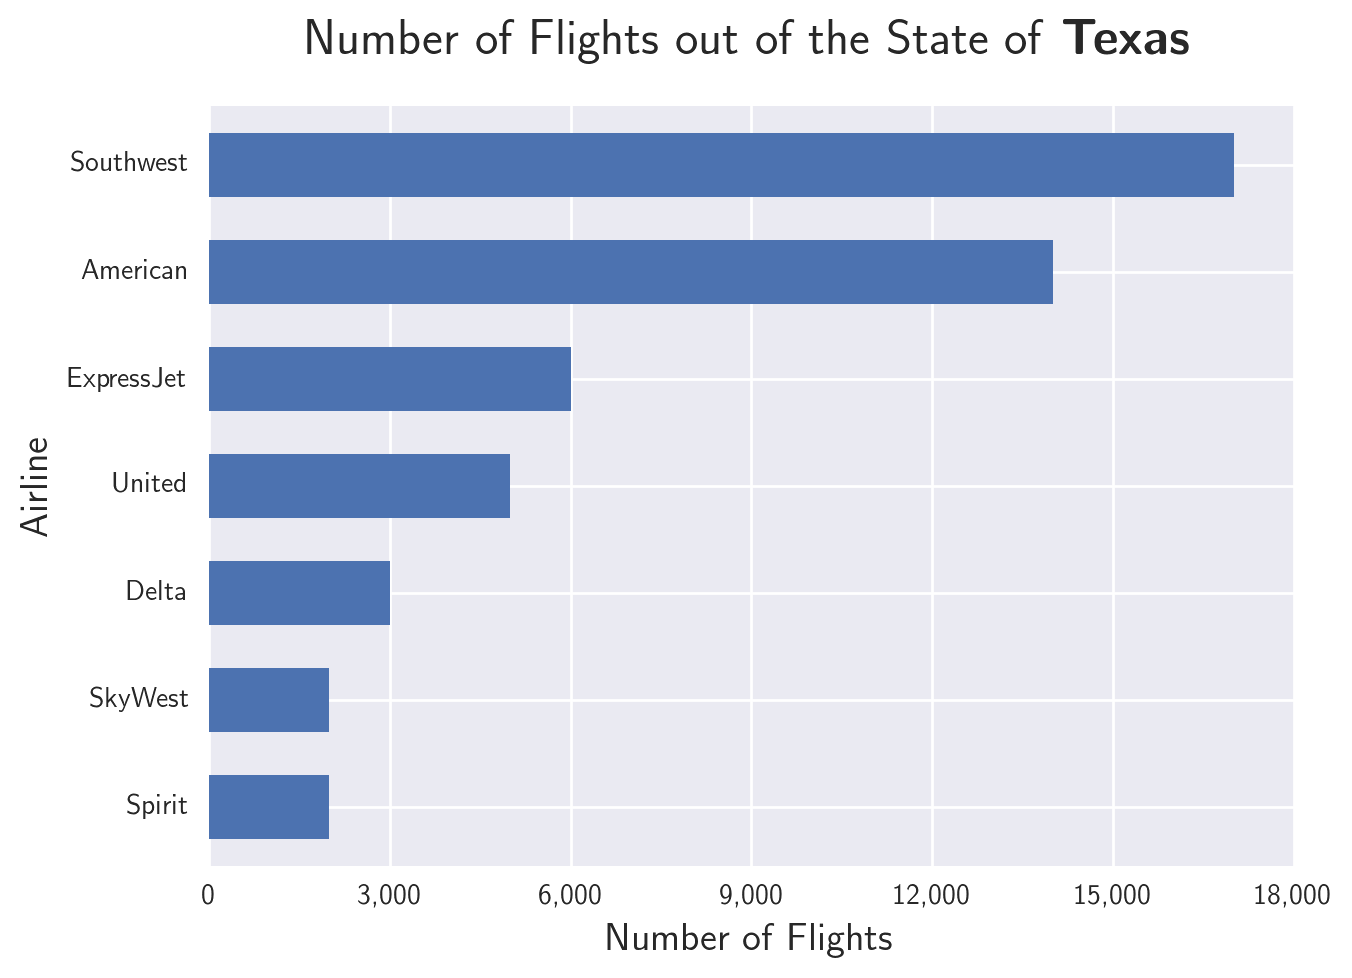 Number of Flights out of the State of Texas
Southwest
American
ExpressJet
United
Delta
SkyWest
Spirit
Airline
0 3,000 6,000 9,000 12,000 15,000 18,000
Number of Flights